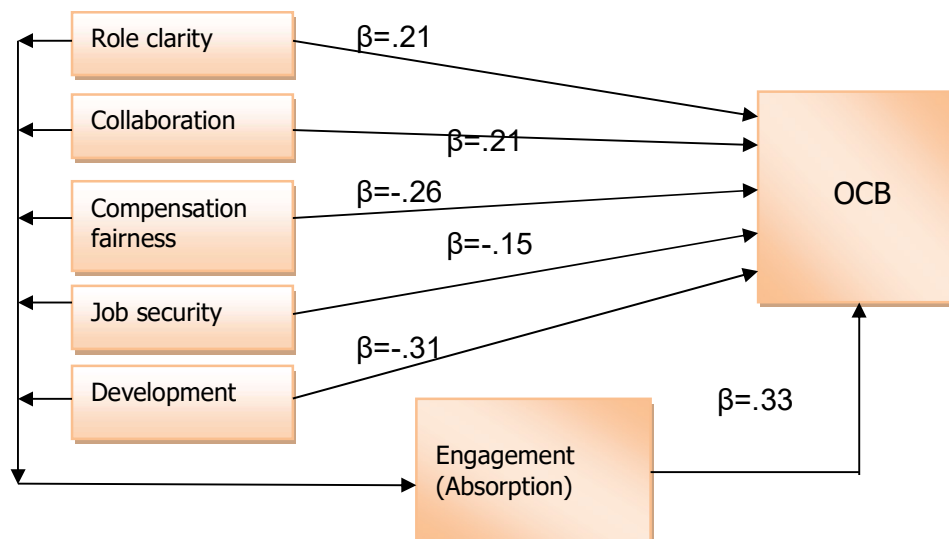 Role clarity
β=.21
Collaboration
β=.21
Compensation
fairness
β=-.26
OCB
β=-.15
Job security
β=-.31
Development
β=.33
Engagement
(Absorption)